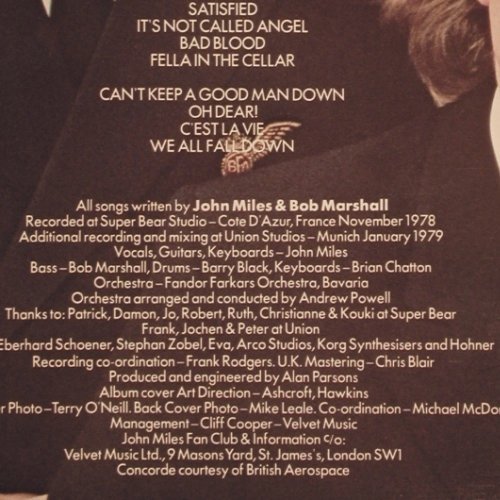 SATISFIED
IT'S NOT CALLED ANGEL
BAD BLOOD
FELLA IN THE CELLAR
CAN'T KEEP A GOOD MAN DOWN
OH DEAR!
C'EST LA VIE
WE ALL FALL DOWN
All songs written by John Miles & Bob Marshall
Recorded at Super Bear Studio – Cote D'Azur, France November 1978
Additional recording and mixing at Union Studios – Munich January 1979
Vocals, Guitars, Keyboards – John Miles
Bass – Bob Marshall, Drums – Barry Black, Keyboards – Brian Chatton
Orchestra – Fandor Farkars Orchestra, Bavaria
Orchestra arranged and conducted by Andrew Powell
Thanks to: Patrick, Damon, Jo, Robert, Ruth, Christianne & Kouki at Super Bear
Frank, Jochen & Peter at Union
Eberhard Schoener, Stephan Zobel, Eva, Arco Studios, Korg Synthesisers and Hohner
Recording co-ordination – Frank Rodgers. U.K. Mastering – Chris Blair
Produced and engineered by Alan Parsons
Album cover Art Direction – Ashcroft, Hawkins
Photo – Terry O'Neill. Back Cover Photo – Mike Leale. Co-ordination – Michael McDo
Management – Cliff Cooper – Velvet Music
John Miles Fan Club & Information c/o:
Velvet Music Ltd., 9 Masons Yard, St. James's, London SW1
Concorde courtesy of British Aerospace